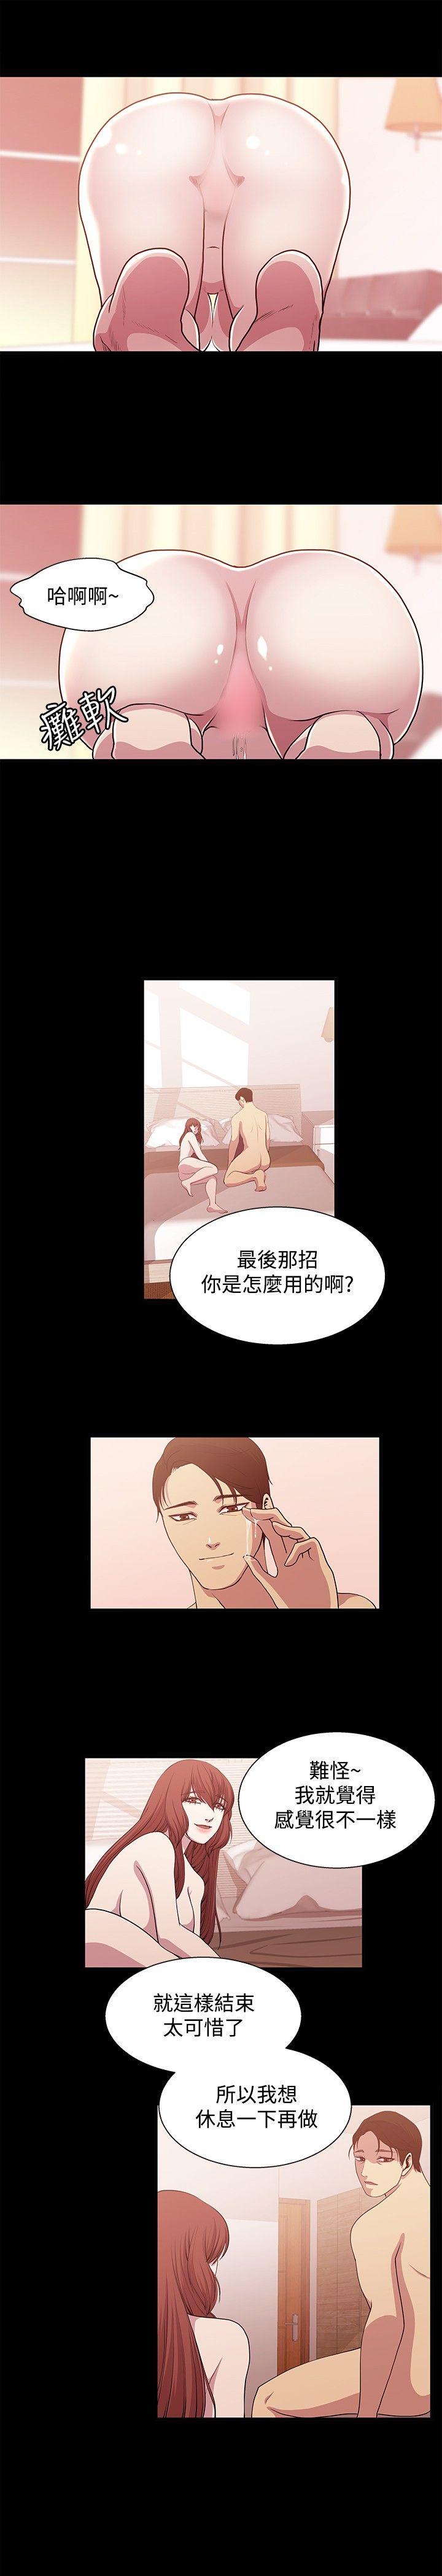 哈啊啊~
癱軟
最後那招
你是怎麼用的啊?
難怪~
我就覺得
感覺很不一樣
就這樣結束
太可惜了
所以我想
休息一下再做